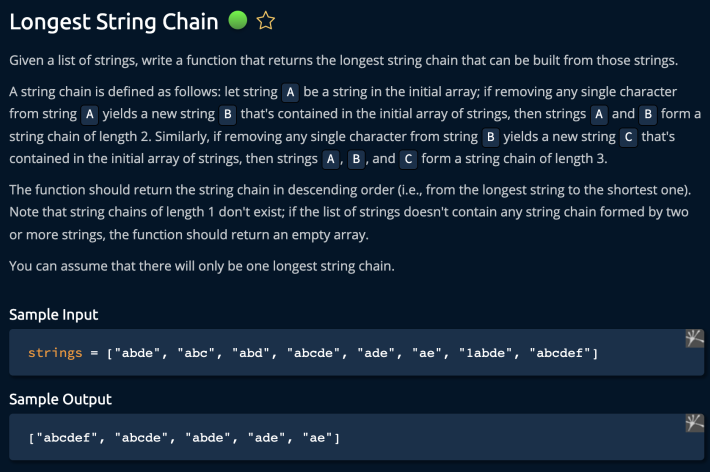 Longest String Chain
Given a list of strings, write a function that returns the longest string chain that can be built from those strings.
A string chain is defined as follows: let string A be a string in the initial array; if removing any single character
from string A yields a new string B that's contained in the initial array of strings, then strings A and B form a
string chain of length 2. Similarly, if removing any single character from string B yields a new string C that's
contained in the initial array of strings, then strings A, B, and C form a string chain of length 3.
The function should return the string chain in descending order (i.e., from the longest string to the shortest one).
Note that string chains of length 1 don't exist; if the list of strings doesn't contain any string chain formed by two
or more strings, the function should return an empty array.
You can assume that there will only be one longest string chain.
Sample Input
strings = ["abde", "abc", "abd", "abcde", "ade", "ae", "1abde", "abcdef"]
Sample Output
["abcdef", "abcde", "abde", "ade", "ae"]